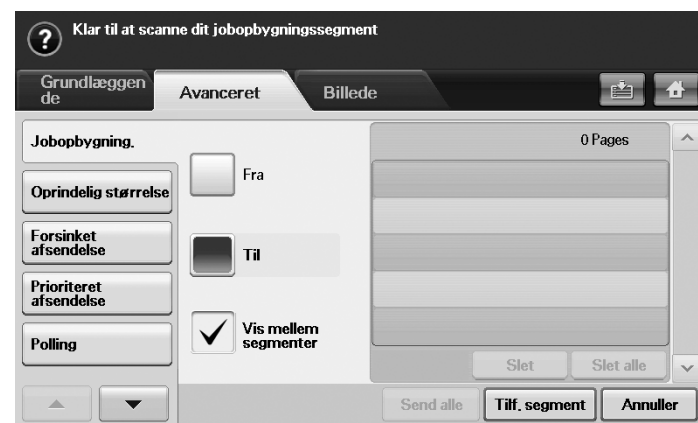 Klar til at scanne dit jobopbygningssegment
Grundlæggen
de
Avanceret
Billede
Jobopbygning.
Oprindelig størrelse
Forsinket
afsendelse
Prioriteret
afsendelse
Polling
Fra
Til
Vis mellem
segmenter
0 Pages
Slet
Slet alle
Send alle
Tilf. segment
Annuller